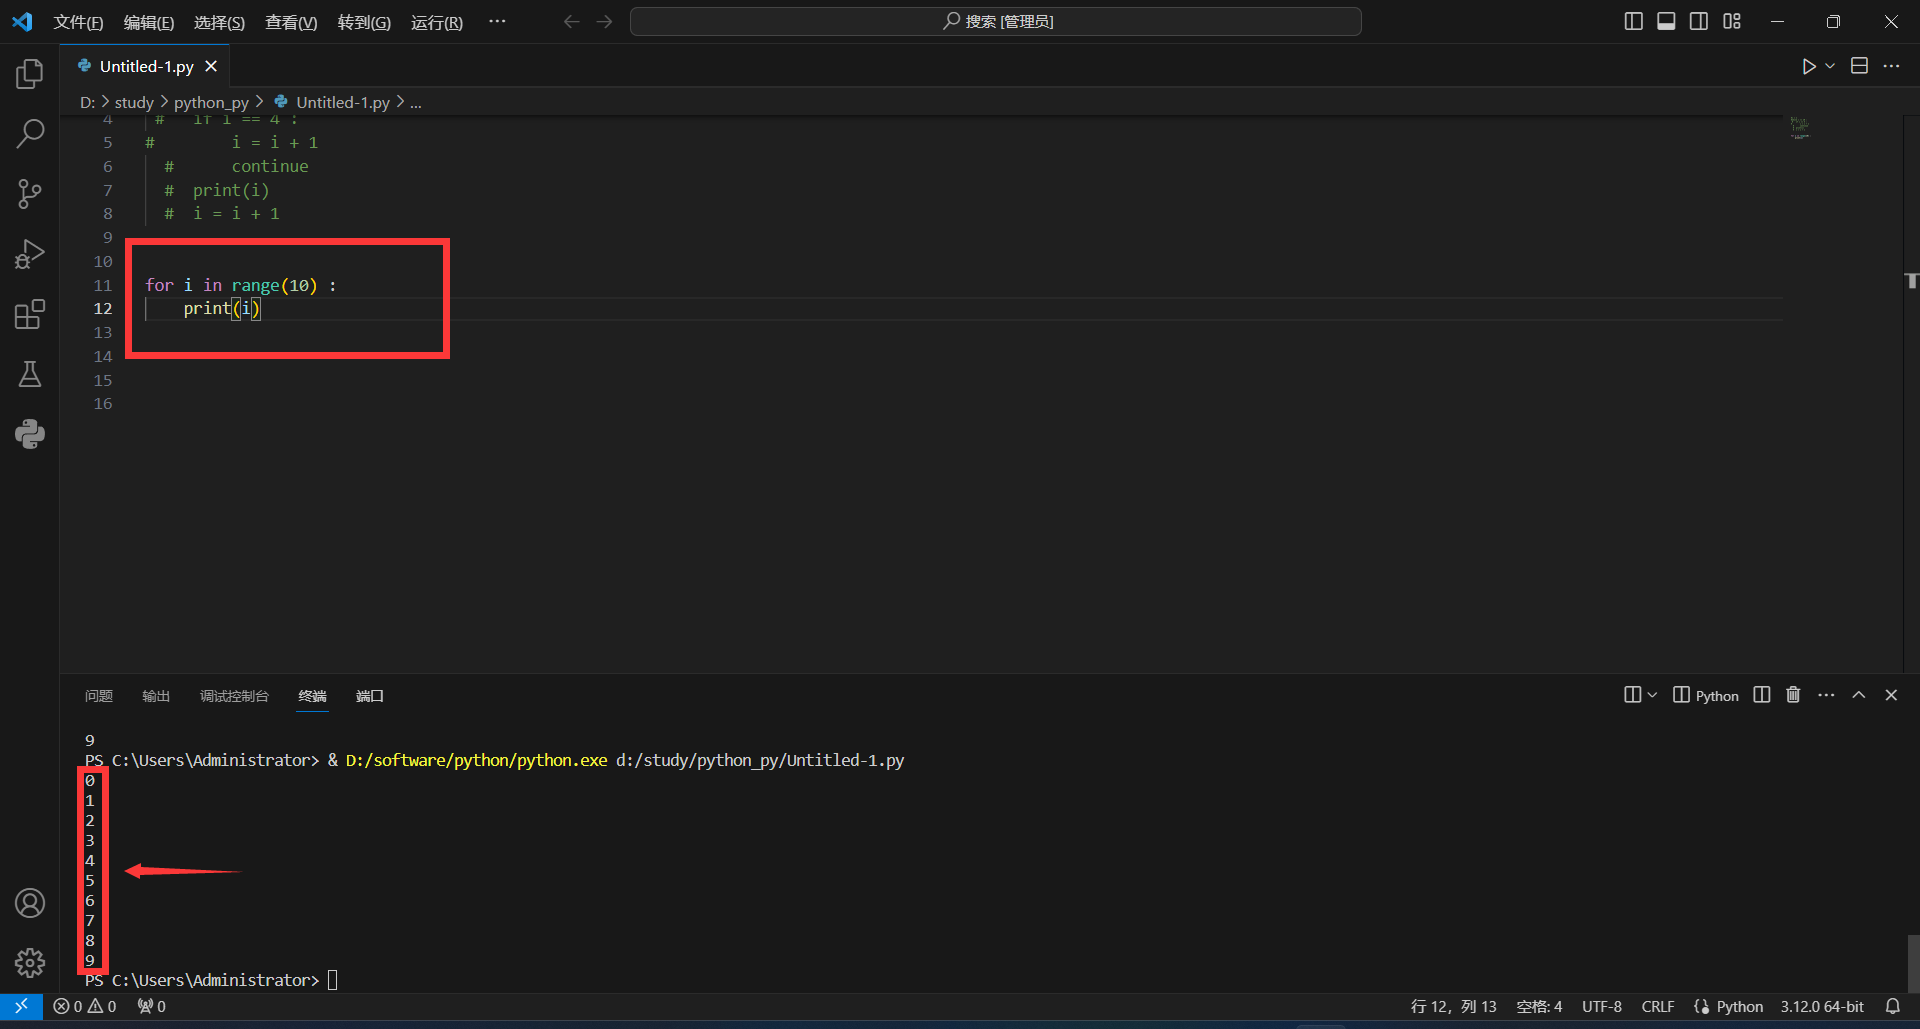 文件(F) 编辑(E) 选择(S) 查看(V) 转到(G) 运行(R) ··· 搜索 [管理员]
Untitled-1.py
D: > study > python_py > Untitled-1.py > ...
4 # if i == 4 :
5 # i = i + 1
6 # continue
7 # print(i)
8 # i = i + 1
9
10
11 for i in range(10) :
12 print(i)
13
14
15
16
问题 输出 调试控制台 终端 端口 Python
9
PS C:\Users\Administrator> & D:/software/python/python.exe d:/study/python_py/Untitled-1.py
0
1
2
3
4
5
6
7
8
9
PS C:\Users\Administrator>
0 0 0 行 12, 列 13 空格: 4 UTF-8 CRLF Python 3.12.0 64-bit